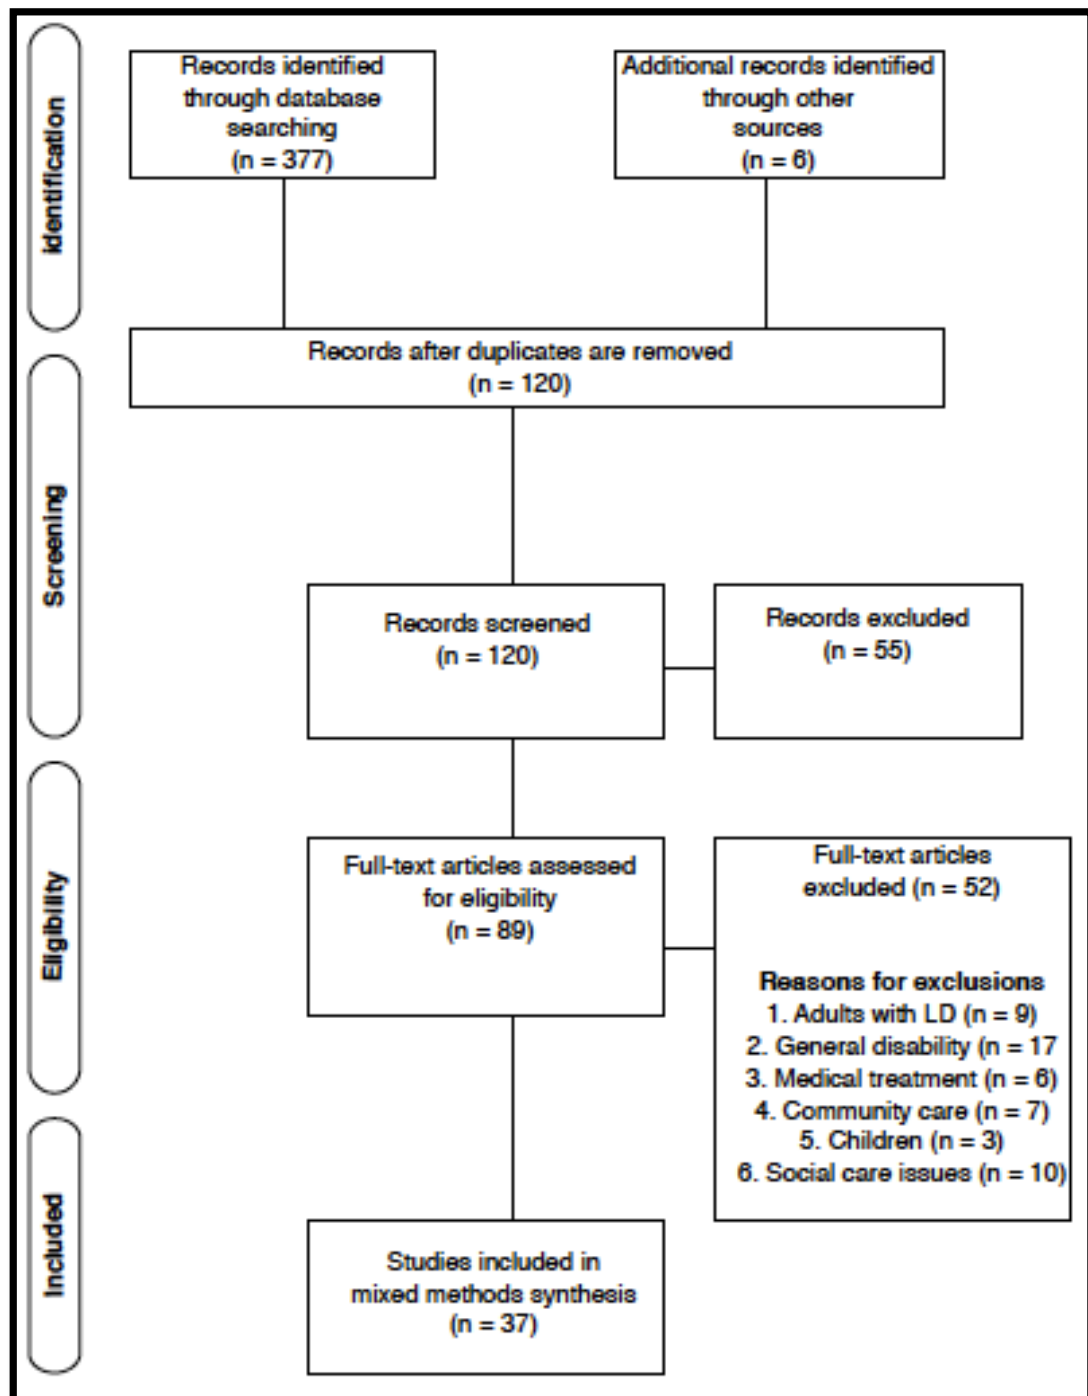 Identification
Records identified
through database
searching
(n = 377)
Additional records identified
through other
sources
(n = 6)
Records after duplicates are removed
(n = 120)
Screening
Records screened
(n = 120)
Records excluded
(n = 55)
Eligibility
Full-text articles assessed
for eligibility
(n = 89)
Full-text articles
excluded (n = 52)
Reasons for exclusions
1. Adults with LD (n = 9)
2. General disability (n = 17
3. Medical treatment (n = 6)
4. Community care (n = 7)
5. Children (n = 3)
6. Social care issues (n = 10)
Included
Studies included in
mixed methods synthesis
(n = 37)